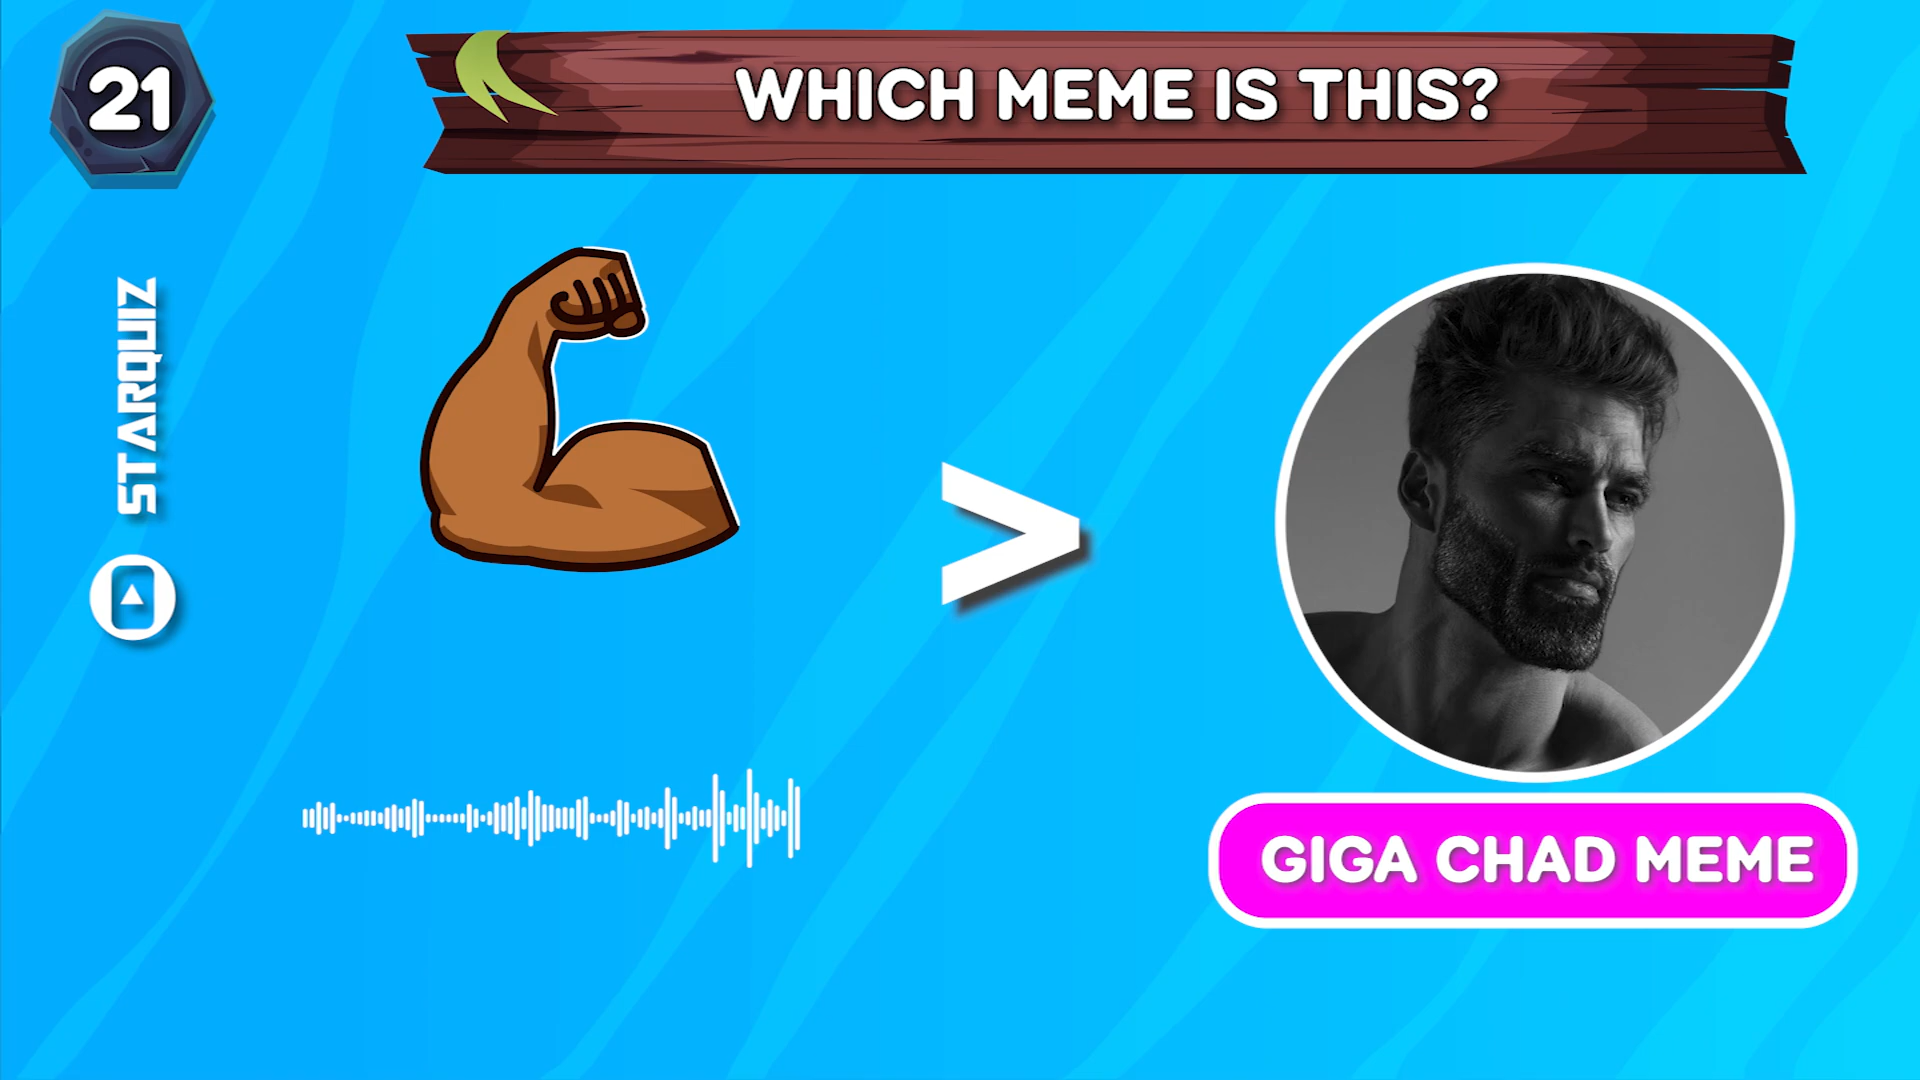 21
WHICH MEME IS THIS?
STARQUIZ
>
GIGA CHAD MEME